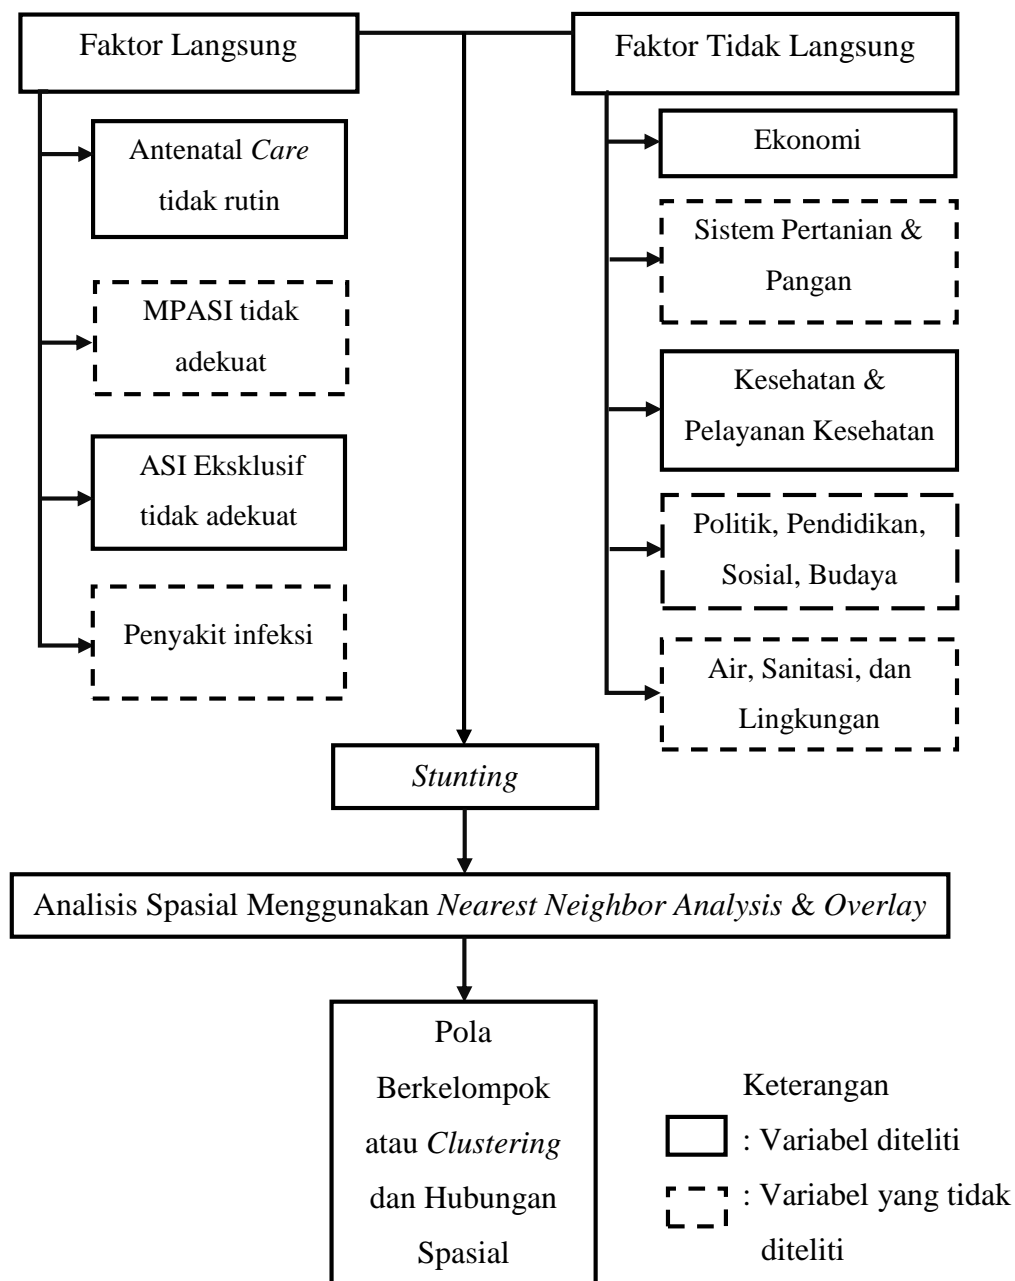 Faktor Langsung
Faktor Tidak Langsung
Antenatal Care
tidak rutin
MPASI tidak
adekuat
ASI Eksklusif
tidak adekuat
Penyakit infeksi
Ekonomi
Sistem Pertanian &
Pangan
Kesehatan &
Pelayanan Kesehatan
Politik, Pendidikan,
Sosial, Budaya
Air, Sanitasi, dan
Lingkungan
Stunting
Analisis Spasial Menggunakan Nearest Neighbor Analysis & Overlay
Pola
Berkelompok
atau Clustering
dan Hubungan
Spasial
Keterangan
: Variabel diteliti
: Variabel yang tidak
diteliti